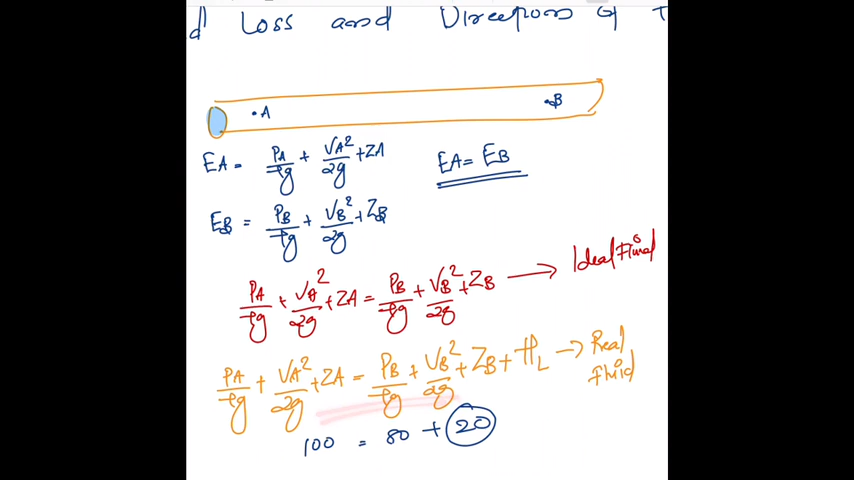 d Loss and Direction of
•A
•B
EA = PA/ρg + VA²/2g + ZA
EA = EB
EB = PB/ρg + VB²/2g + ZB
PA/ρg + VA²/2g + ZA = PB/ρg + VB²/2g + ZB → Ideal Fluid
PA/ρg + VA²/2g + ZA = PB/ρg + VB²/2g + ZB + HL → Real fluid
100 = 80 + 20